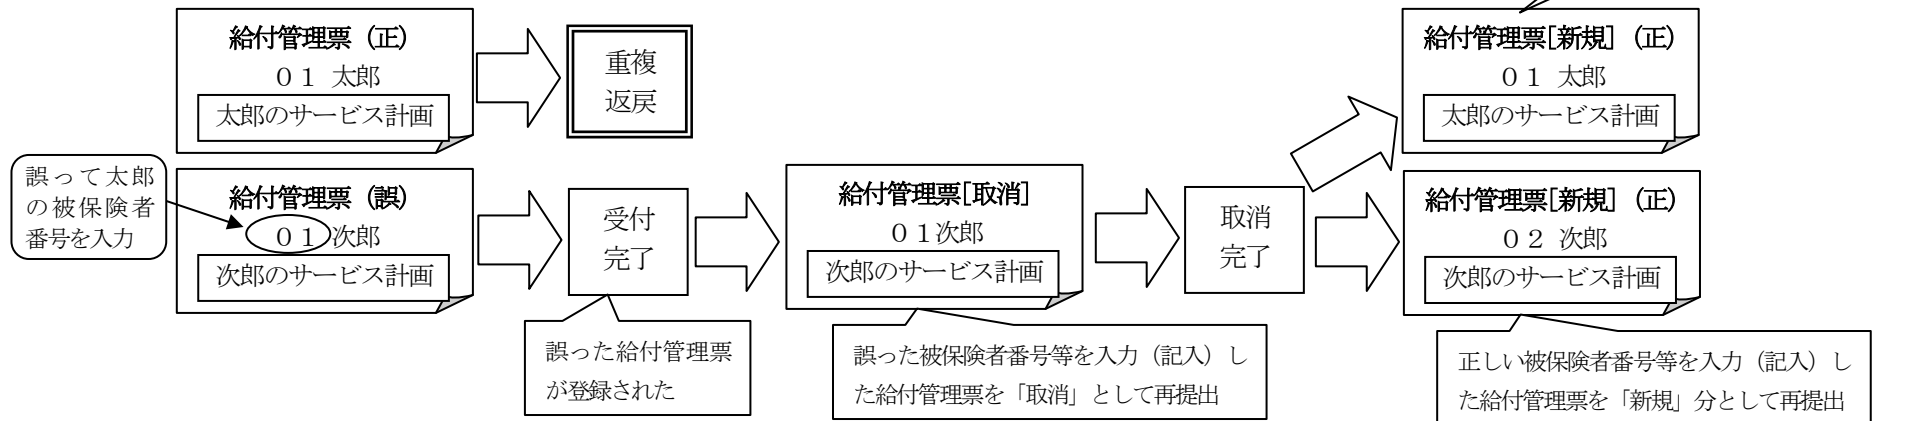 給付管理票（正）
０１ 太郎
太郎のサービス計画
重複
返戻
給付管理票[新規]（正）
０１ 太郎
太郎のサービス計画
誤って太郎
の被保険者
番号を入力
給付管理票（誤）
０１次郎
次郎のサービス計画
受付
完了
給付管理票[取消]
０１次郎
次郎のサービス計画
取消
完了
給付管理票[新規]（正）
０２ 次郎
次郎のサービス計画
誤った給付管理票
が登録された
誤った被保険者番号等を入力（記入）し
た給付管理票を「取消」として再提出
正しい被保険者番号等を入力（記入）し
た給付管理票を「新規」分として再提出